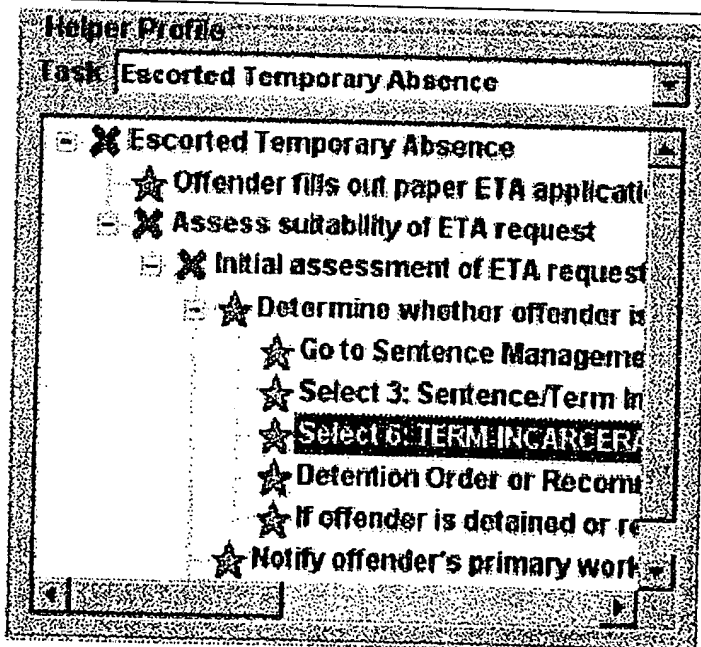 Helper Profile
Task Escorted Temporary Absence
Escorted Temporary Absence
Offender fills out paper ETA applicati
Assess suitability of ETA request
Initial assessment of ETA request
Determine whether offender is
Go to Sentence Manageme
Select 3: Sentence/Term In
Select 6: TERM-INCARCERA
Detention Order or Recom
If offender is detained or re
Notify offender's primary work